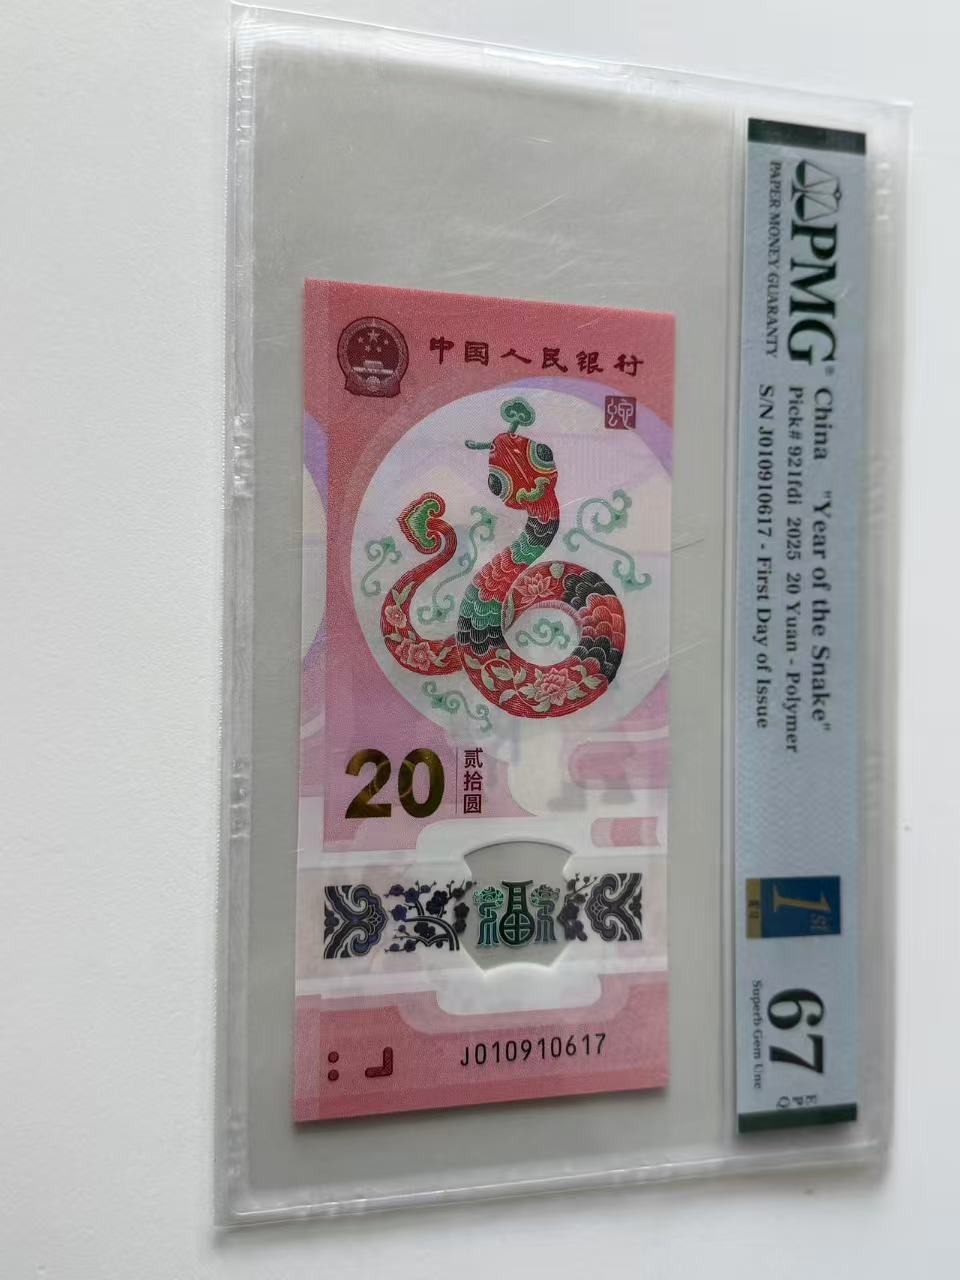 中国人民银行
蛇
20
贰拾圆
福
J010910617
PMG®
PAPER MONEY GUARANTY
China "Year of the Snake"
Pick# 921fdi 2025 20 Yuan - Polymer
S/N J010910617 - First Day of Issue
1st
67
EPQ
Superb Gem Unc